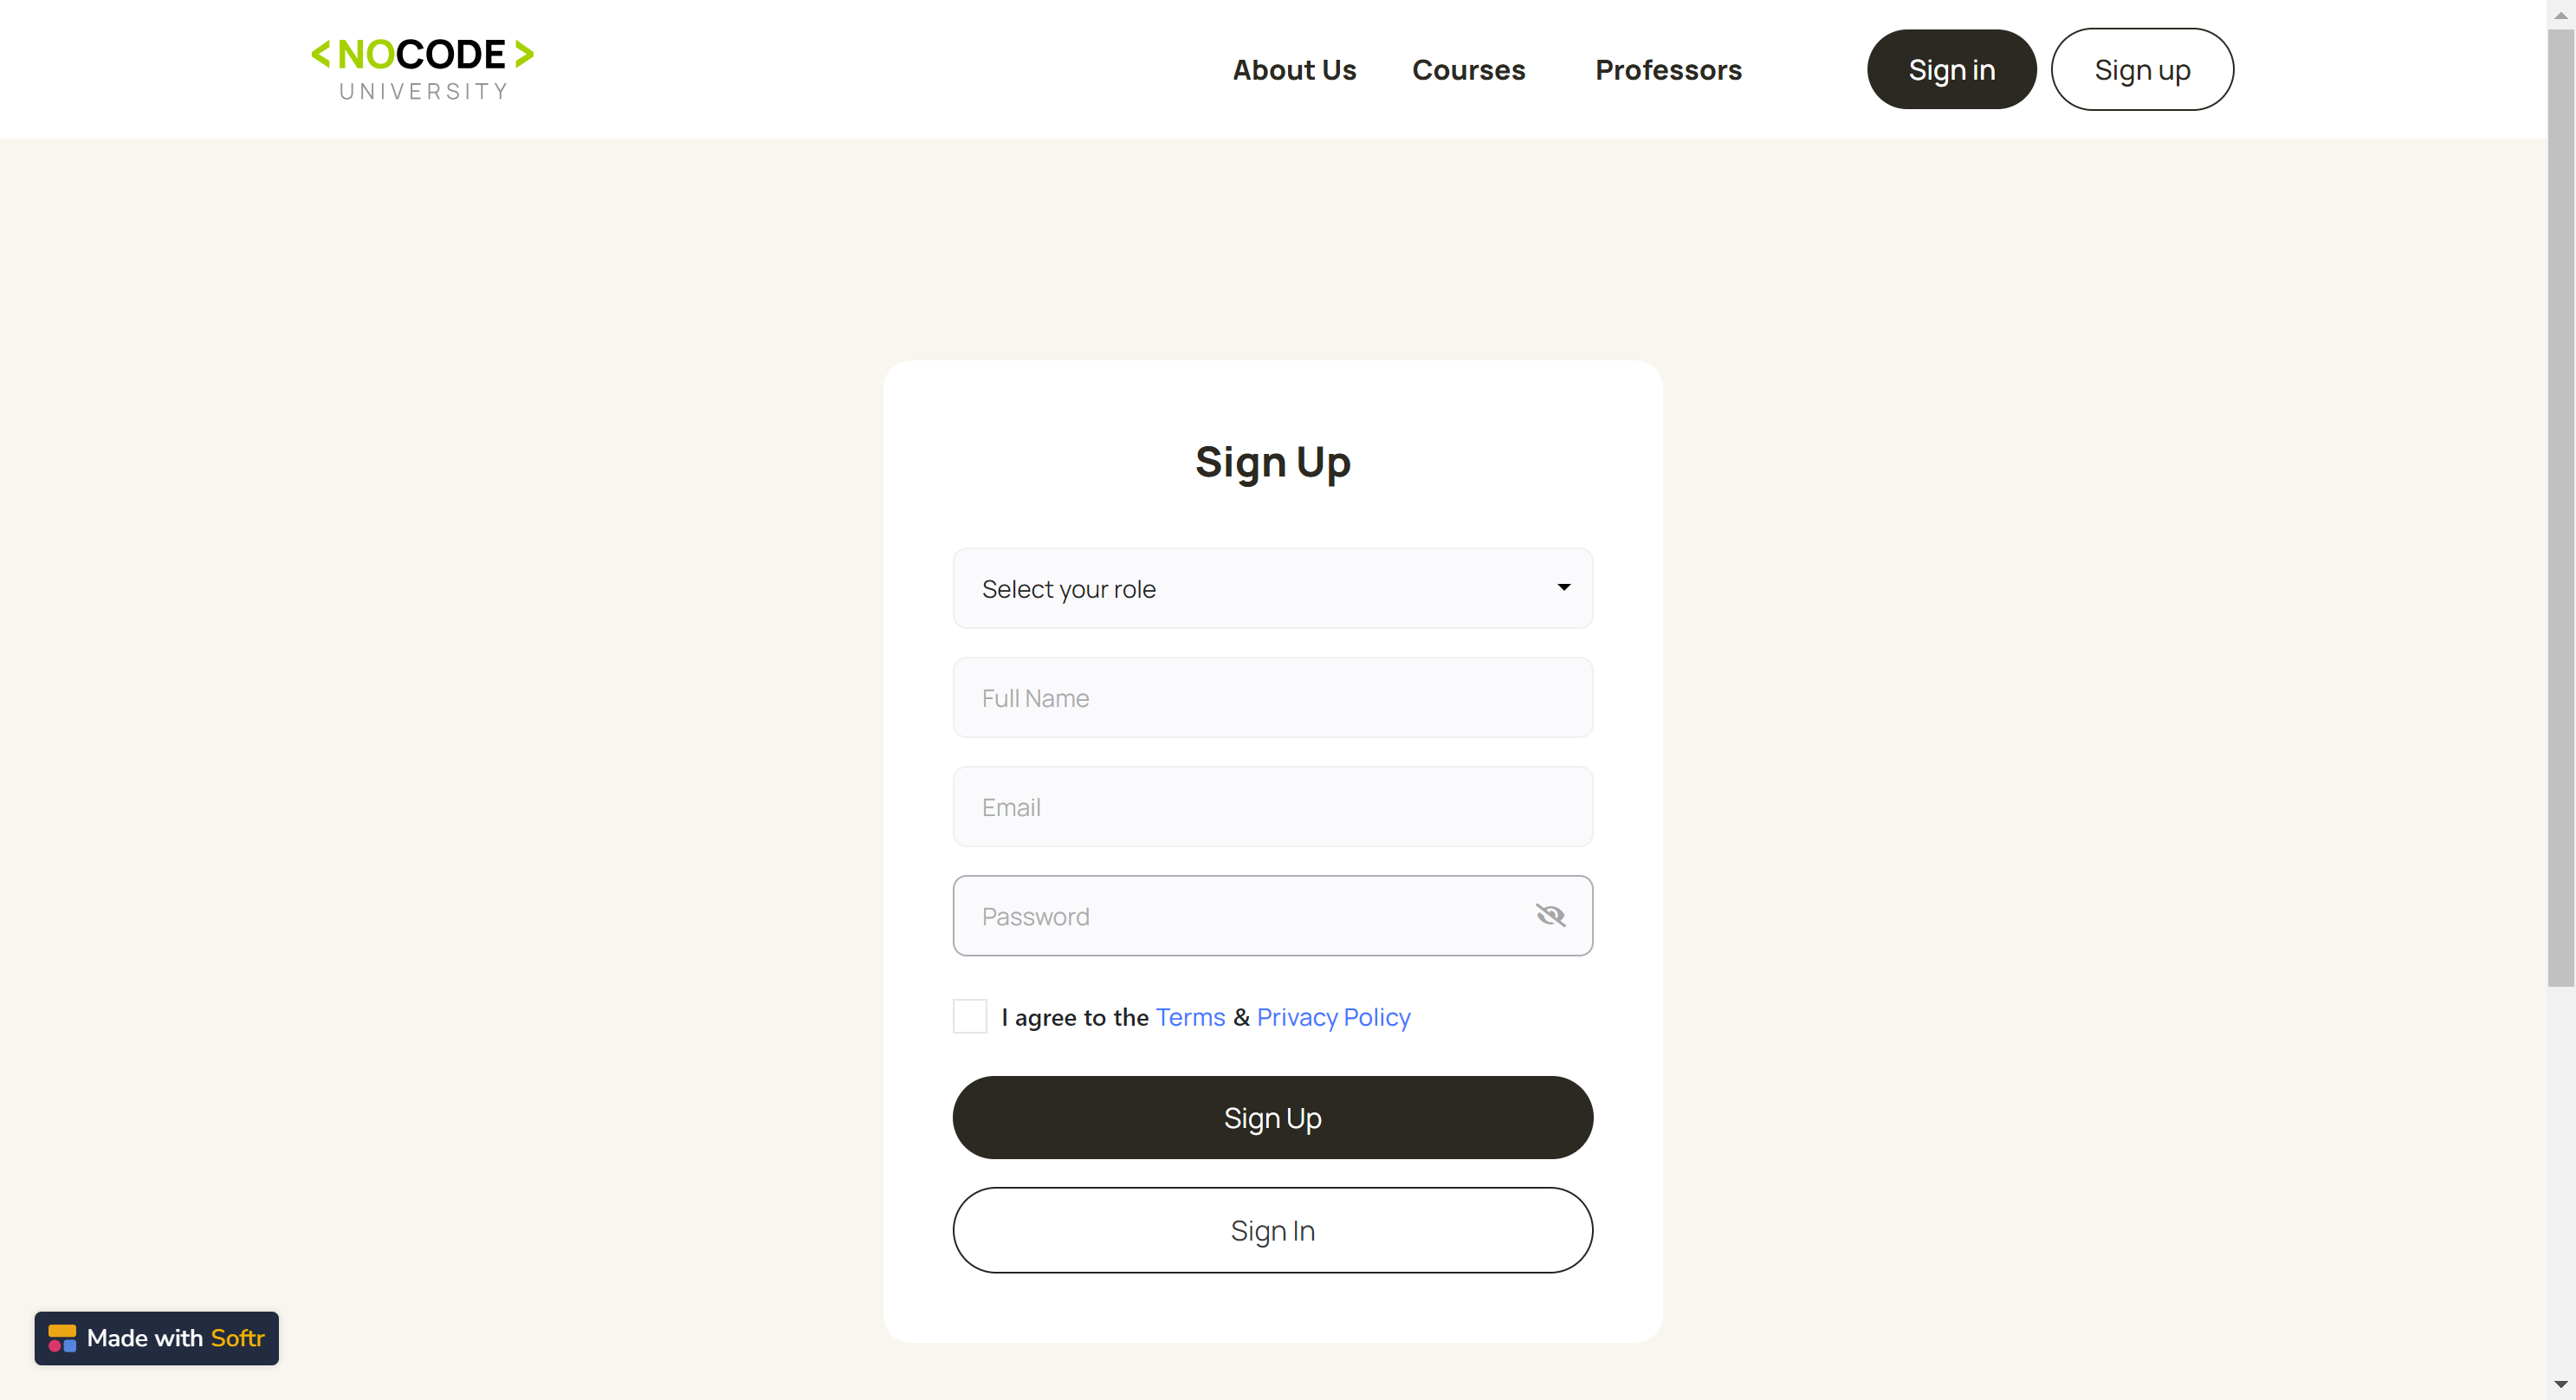 <NOCODE>
UNIVERSITY
About Us Courses Professors Sign in Sign up
Sign Up
Select your role
Full Name
Email
Password
I agree to the Terms & Privacy Policy
Sign Up
Sign In
Made with Softr